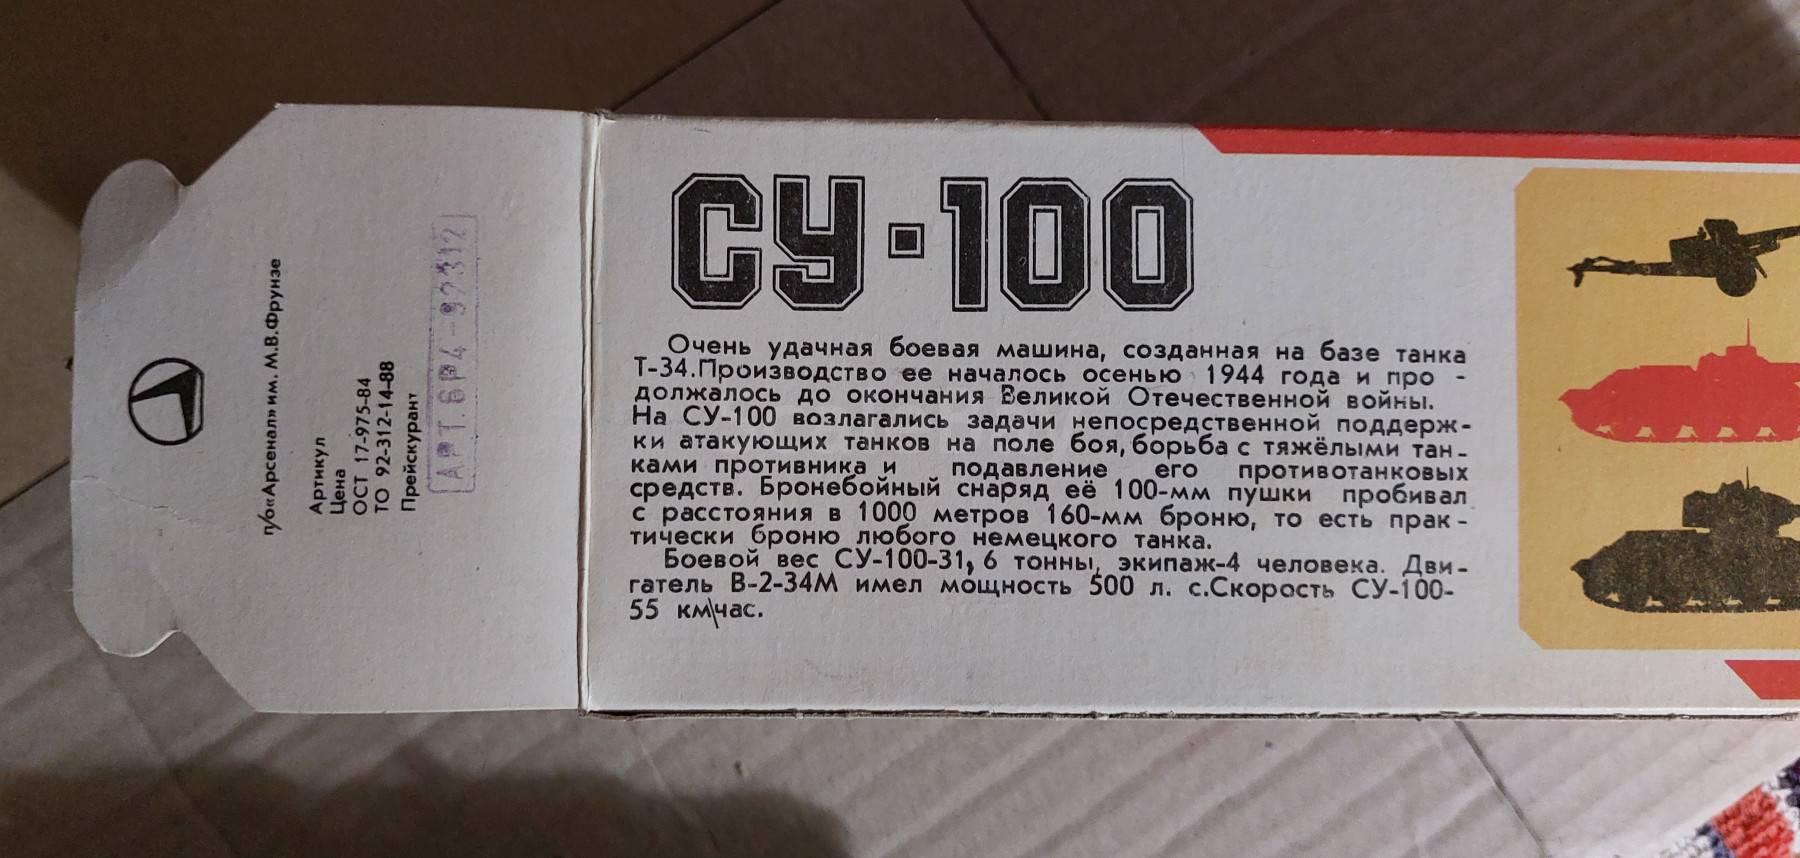 п/о «Арсенал» им. М.В.Фрунзе
Артикул
Цена
ОСТ 17-975-84
ТО 92-312-14-88
Прейскурант
СУ-100
Очень удачная боевая машина, созданная на базе танка
Т-34.Производство ее началось осенью 1944 года и про -
должалось до окончания Великой Отечественной войны.
На СУ-100 возлагались задачи непосредственной поддерж-
ки атакующих танков на поле боя, борьба с тяжёлыми тан-
ками противника и подавление его противотанковых
средств. Бронебойный снаряд её 100-мм пушки пробивал
с расстояния в 1000 метров 160-мм броню, то есть прак -
тически броню любого немецкого танка.
Боевой вес СУ-100-31, 6 тонны, экипаж-4 человека. Дви-
гатель В-2-34М имел мощность 500 л. с.Скорость СУ-100-
55 км\час.